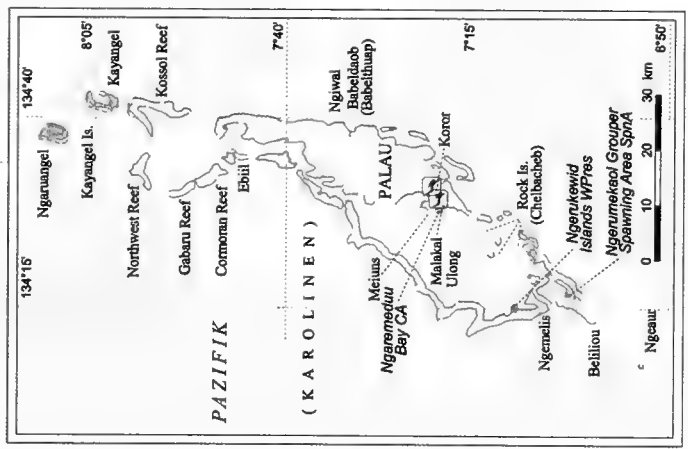 134°15'
134°40'
Ngaruangel
8°05'
Kayangel Is.
Kayangel
Northwest Reef
Kossol Reef
Gabaru Reef
Cormoran Reef
Ebiil
7°40'
PAZIFIK
(KAROLINEN)
Ngiwal
Babeldaob
(Babelthuap)
PALAU
Meiuns
Ngaremeduu
Bay CA
Koror
Malakal
Ulong
7°15'
Rock Is.
(Chelbacheb)
Ngerukewid
Islands WPres
Ngerumekaol Grouper
Spawning Area SpnA
Ngemelis
Beliliou
Ngeaur
0 10 20 30 km
6°50'